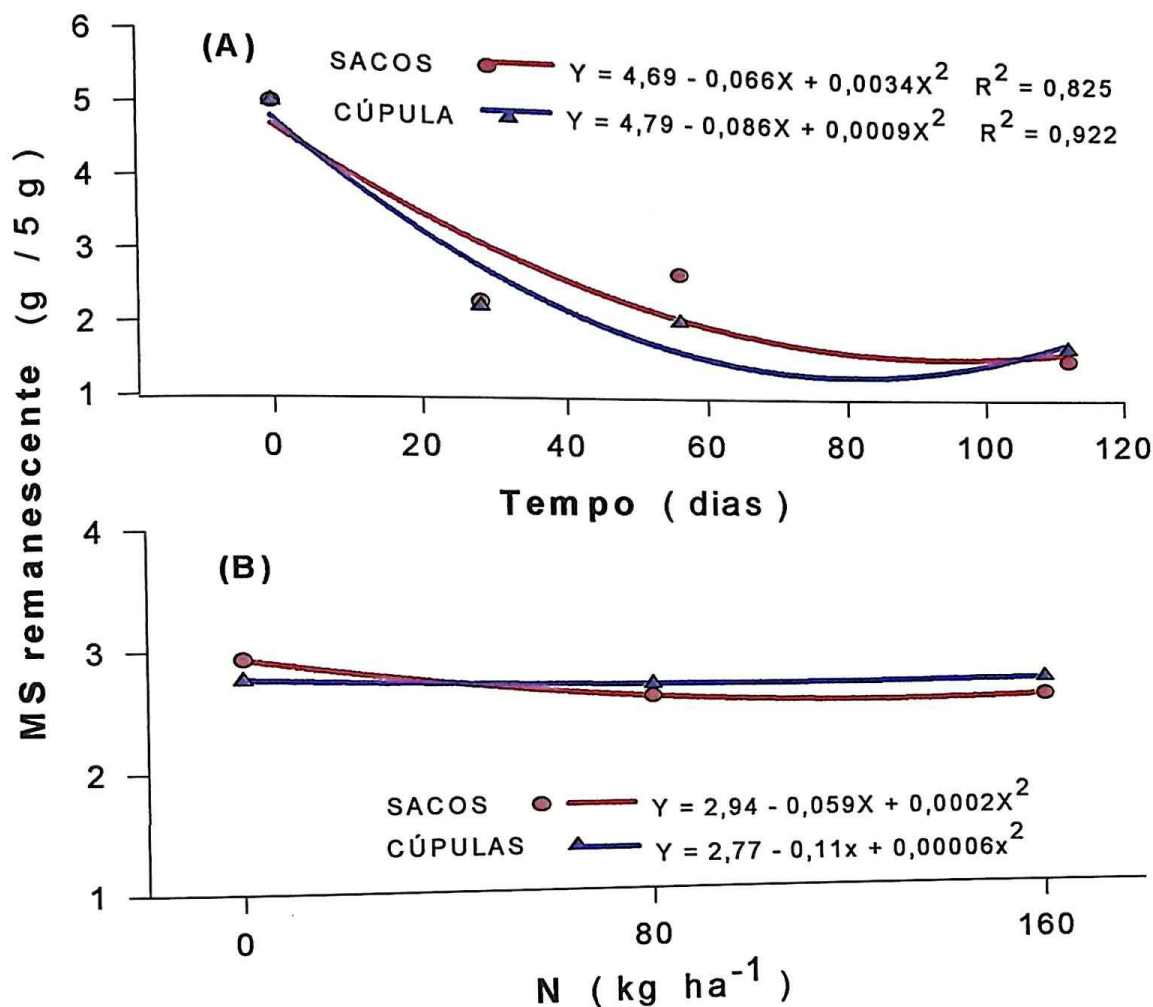 MS remanescente (g / 5 g)
6
5
4
3
2
1
(A)
SACOS Y = 4,69 - 0,066X + 0,0034X² R² = 0,825
CÚPULA Y = 4,79 - 0,086X + 0,0009X² R² = 0,922
0 20 40 60 80 100 120
Tempo ( dias )
4
3
2
1
(B)
SACOS Y = 2,94 - 0,059X + 0,0002X²
CÚPULAS Y = 2,77 - 0,11x + 0,00006x²
0 80 160
N ( kg ha⁻¹ )